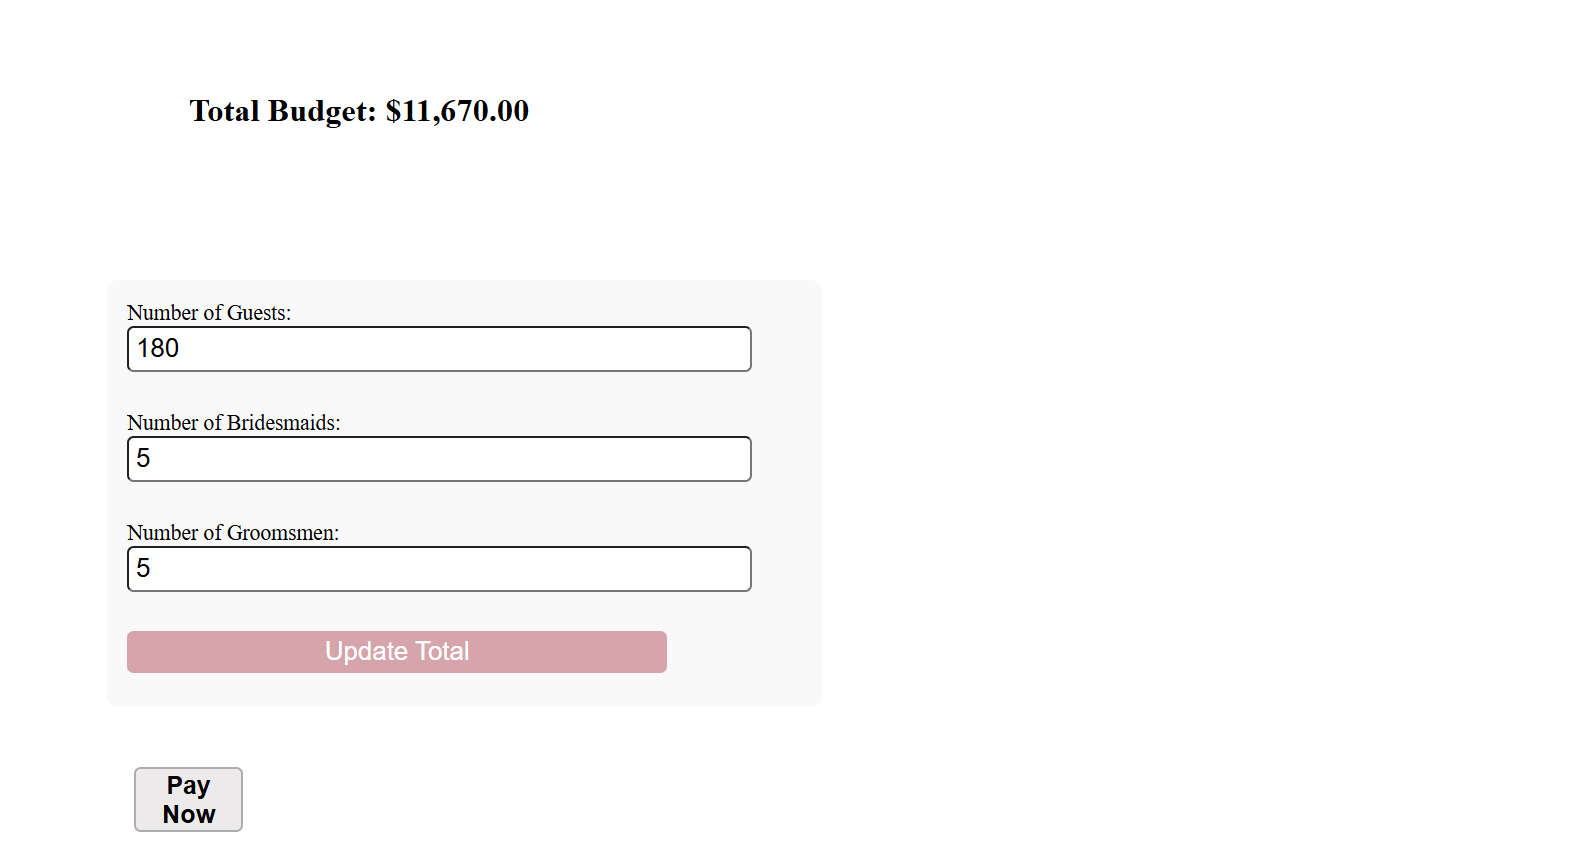 Total Budget: $11,670.00
Number of Guests:
180
Number of Bridesmaids:
5
Number of Groomsmen:
5
Update Total
Pay
Now